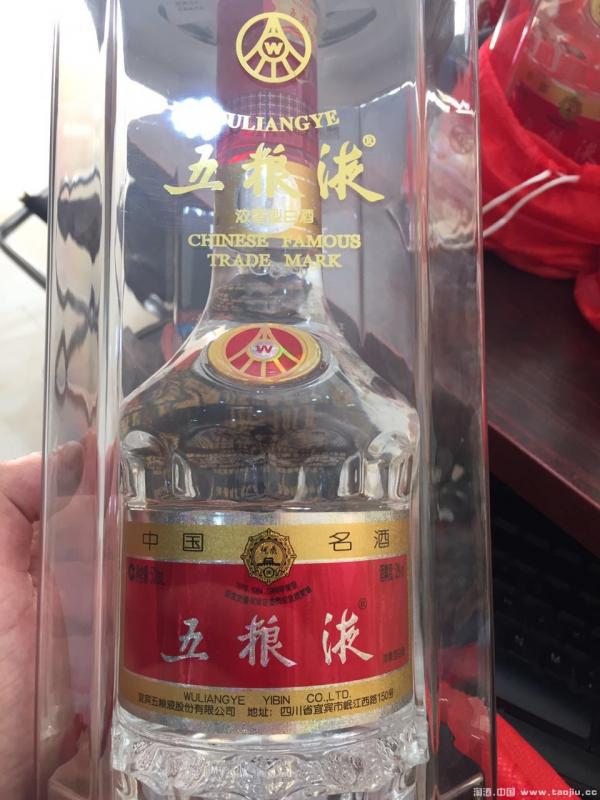 W
WULIANGYE
五粮液®
浓香型白酒
CHINESE FAMOUS
TRADE MARK
W
中国 名酒
五粮液®
WULIANGYE YIBIN CO.,LTD.
宜宾五粮液股份有限公司 地址: 四川省宜宾市岷江西路150号
淘酒.中国 www.taojiu.cc